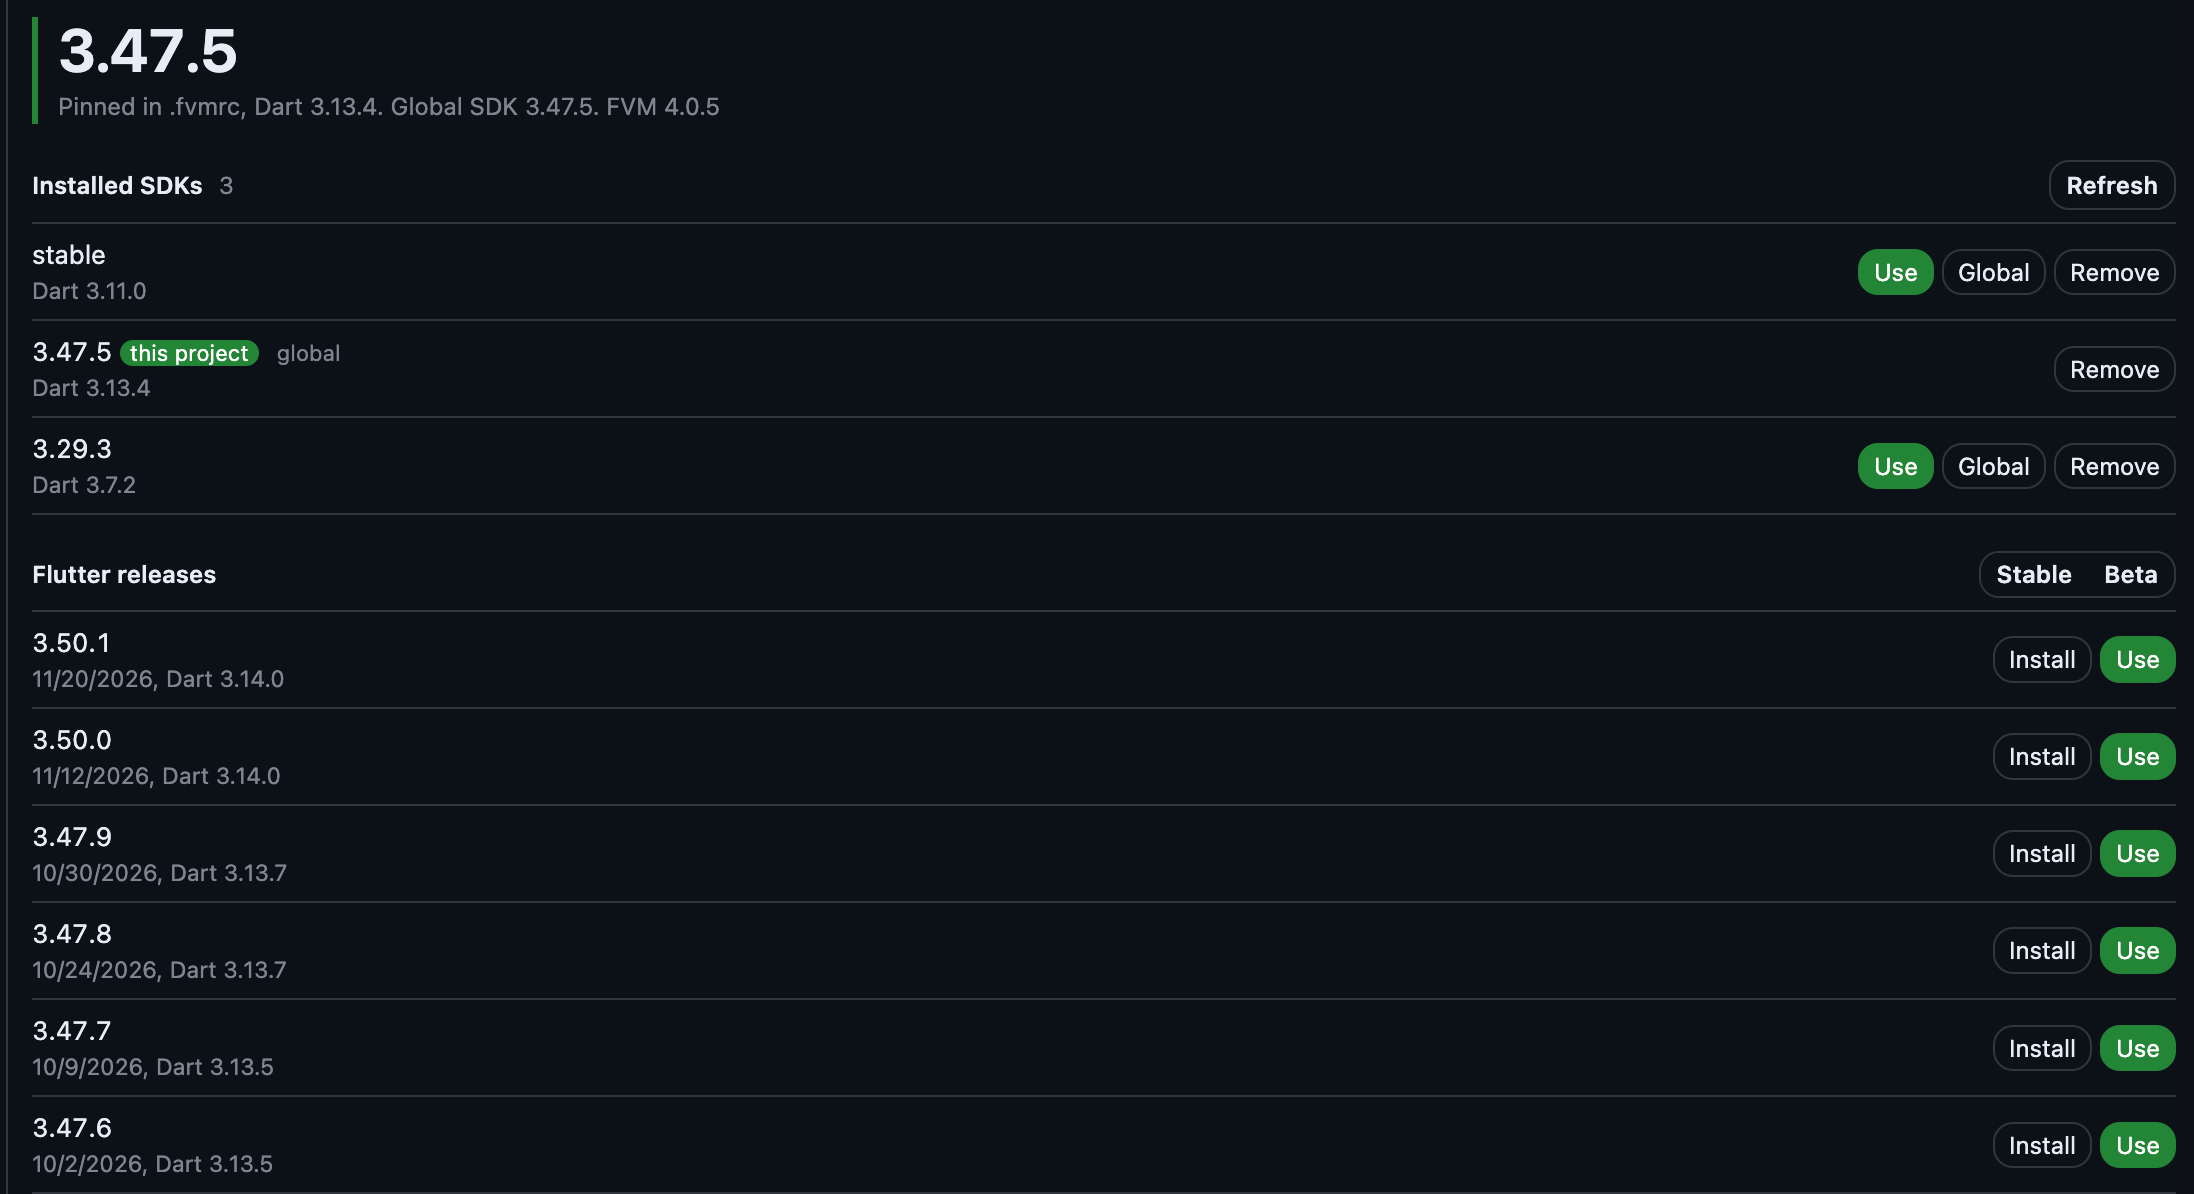 3.47.5
Pinned in .fvmrc, Dart 3.13.4. Global SDK 3.47.5. FVM 4.0.5
Installed SDKs 3 Refresh
stable
Dart 3.11.0
Use Global Remove
3.47.5 this project global
Dart 3.13.4
Remove
3.29.3
Dart 3.7.2
Use Global Remove
Flutter releases Stable Beta
3.50.1
11/20/2026, Dart 3.14.0
Install Use
3.50.0
11/12/2026, Dart 3.14.0
Install Use
3.47.9
10/30/2026, Dart 3.13.7
Install Use
3.47.8
10/24/2026, Dart 3.13.7
Install Use
3.47.7
10/9/2026, Dart 3.13.5
Install Use
3.47.6
10/2/2026, Dart 3.13.5
Install Use